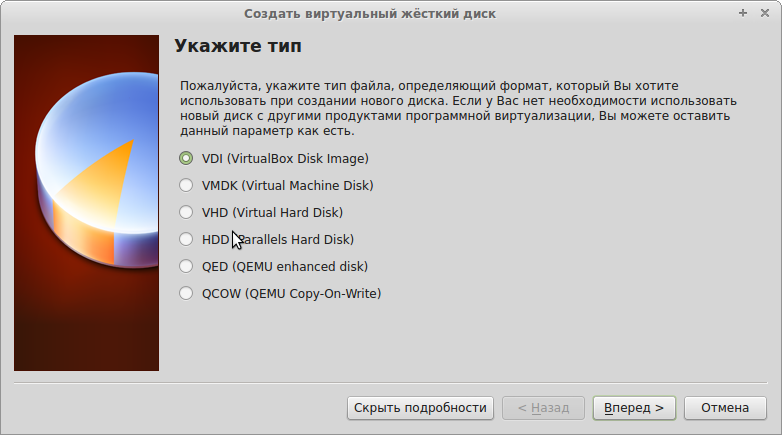 Создать виртуальный жёсткий диск
Укажите тип
Пожалуйста, укажите тип файла, определяющий формат, который Вы хотите
использовать при создании нового диска. Если у Вас нет необходимости использовать
новый диск с другими продуктами программной виртуализации, Вы можете оставить
данный параметр как есть.
VDI (VirtualBox Disk Image)
VMDK (Virtual Machine Disk)
VHD (Virtual Hard Disk)
HDD (Parallels Hard Disk)
QED (QEMU enhanced disk)
QCOW (QEMU Copy-On-Write)
Скрыть подробности
< Назад
Вперед >
Отмена